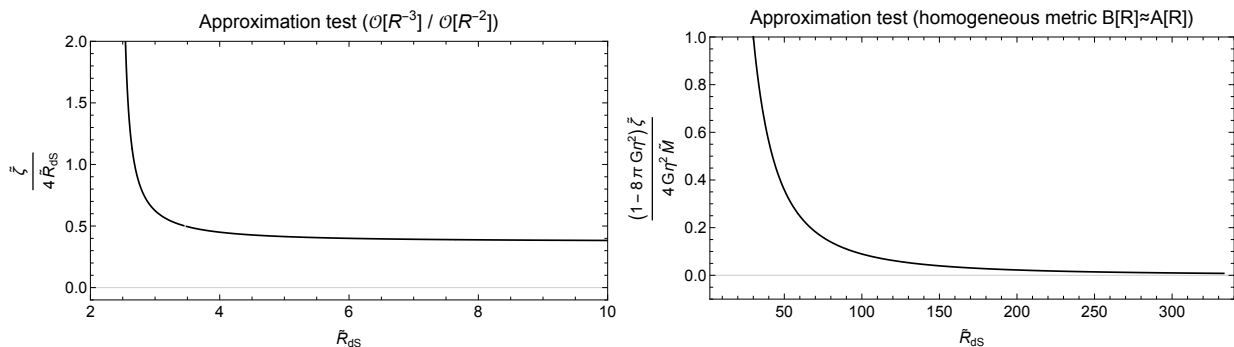 Approximation test (𝒪[R⁻³] / 𝒪[R⁻²])
2.0
1.5
1.0
0.5
0.0
ζ̃
4 R̃dS
2 4 6 8 10
R̃dS
Approximation test (homogeneous metric B[R]≈A[R])
1.0
0.8
0.6
0.4
0.2
0.0
(1-8 π Gη²) ζ̃
4 Gη² M̃
50 100 150 200 250 300
R̃dS